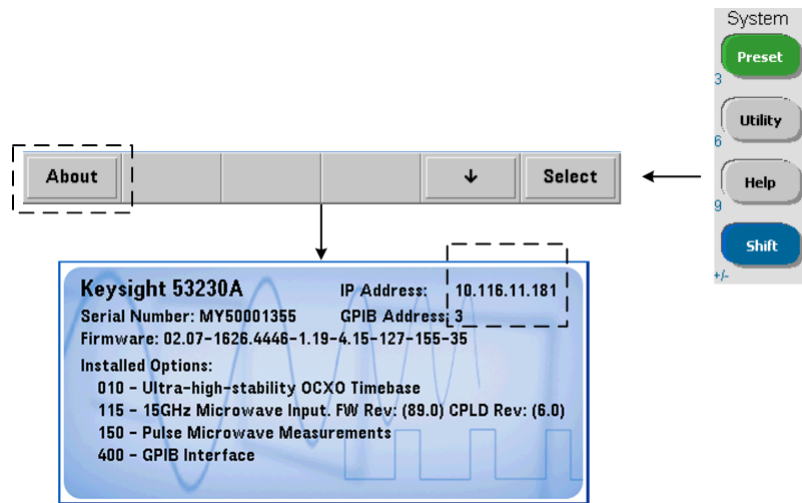 System
Preset
3
Utility
6
Help
9
Shift
+/-
About
↓
Select
Keysight 53230A IP Address: 10.116.11.181
Serial Number: MY50001355 GPIB Address: 3
Firmware: 02.07-1626.4446-1.19-4.15-127-155-35
Installed Options:
010 - Ultra-high-stability OCXO Timebase
115 - 15GHz Microwave Input. FW Rev: (89.0) CPLD Rev: (6.0)
150 - Pulse Microwave Measurements
400 - GPIB Interface